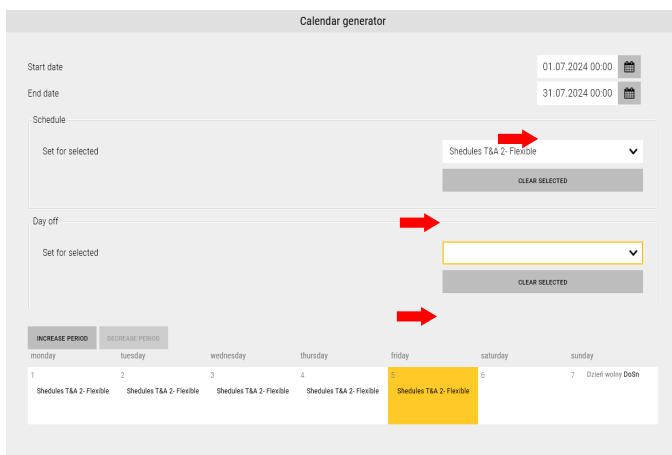 Calendar generator
Start date 01.07.2024 00:00
End date 31.07.2024 00:00
Schedule
Set for selected Shedules T&A 2- Flexible
CLEAR SELECTED
Day off
Set for selected
CLEAR SELECTED
INCREASE PERIOD DECREASE PERIOD
monday tuesday wednesday thursday friday saturday sunday
1 2 3 4 5 6 7 Dzień wolny DoSn
Shedules T&A 2- Flexible Shedules T&A 2- Flexible Shedules T&A 2- Flexible Shedules T&A 2- Flexible Shedules T&A 2- Flexible